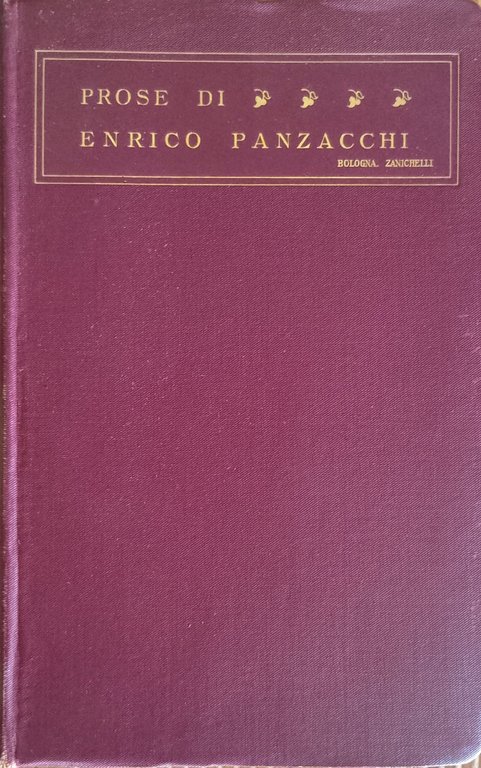 PROSE DI
ENRICO PANZACCHI
BOLOGNA. ZANICHELLI